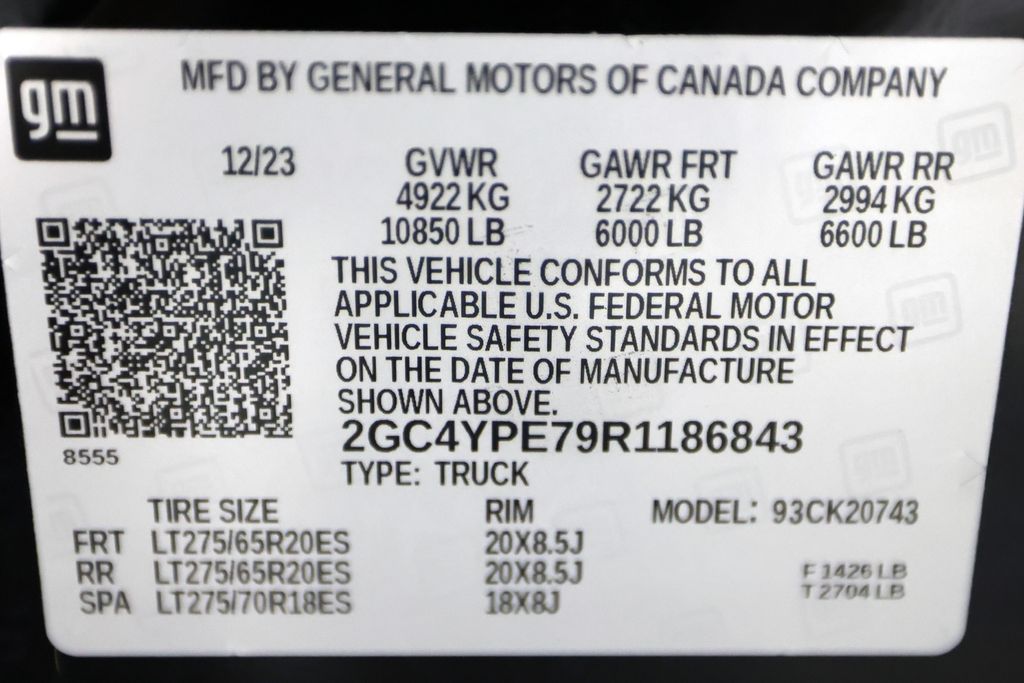 gm
MFD BY GENERAL MOTORS OF CANADA COMPANY
12/23 GVWR GAWR FRT GAWR RR
4922 KG 2722 KG 2994 KG
10850 LB 6000 LB 6600 LB
THIS VEHICLE CONFORMS TO ALL
APPLICABLE U.S. FEDERAL MOTOR
VEHICLE SAFETY STANDARDS IN EFFECT
ON THE DATE OF MANUFACTURE
SHOWN ABOVE.
2GC4YPE79R1186843
8555
TYPE: TRUCK
TIRE SIZE RIM MODEL: 93CK20743
FRT LT275/65R20ES 20X8.5J
RR LT275/65R20ES 20X8.5J F 1426 LB
SPA LT275/70R18ES 18X8J T 2704 LB